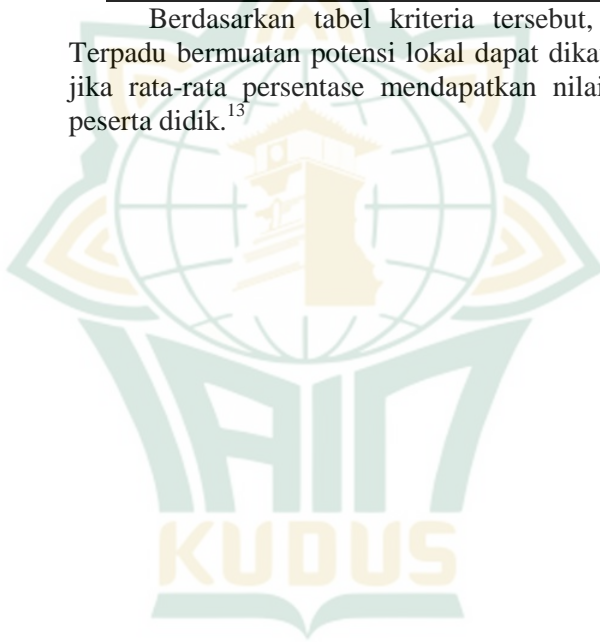 Berdasarkan tabel kriteria tersebut,
Terpadu bermuatan potensi lokal dapat dika
jika rata-rata persentase mendapatkan nilai
peserta didik.13
IAIN
KUDUS